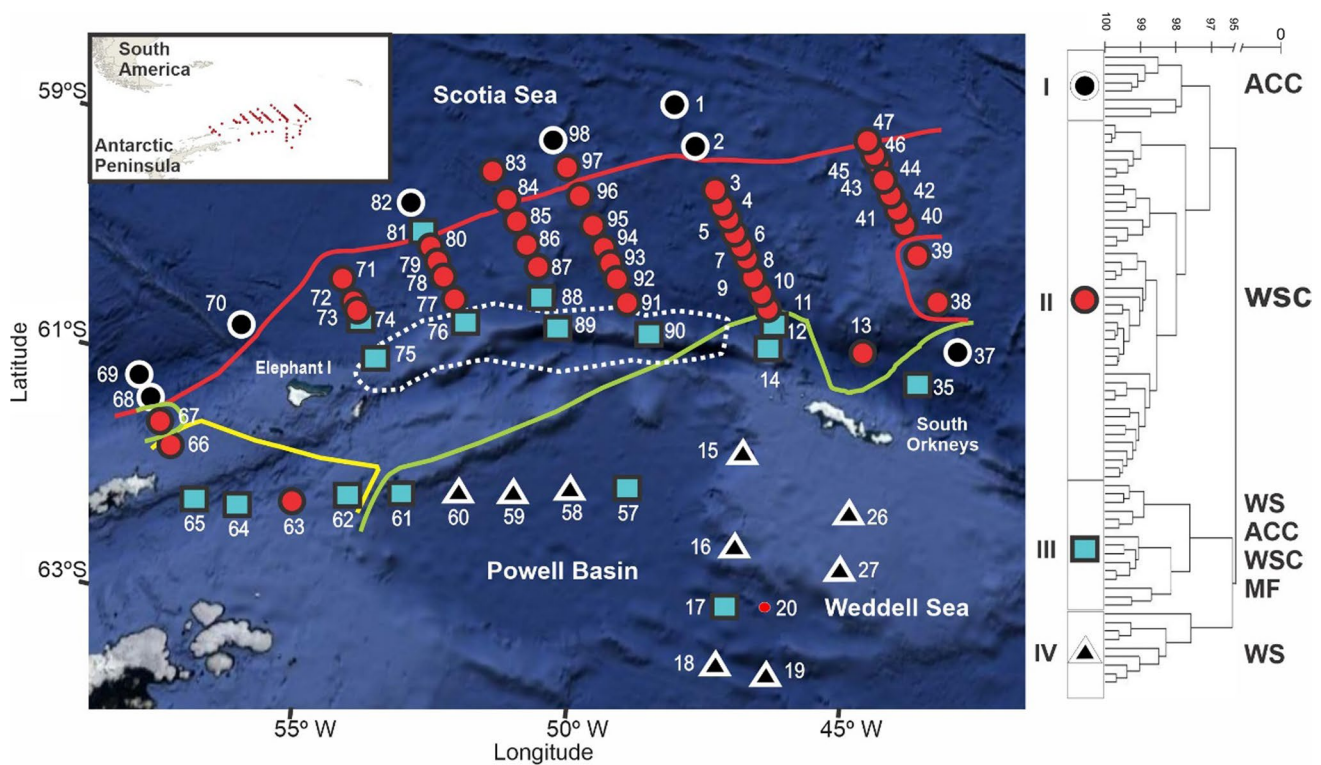 South
America
Antarctic
Peninsula
Scotia Sea
59°S
61°S
63°S
Latitude
1
98
2
47
83
97
46
45
44
84
96
3
43
42
82
4
41
40
81
80
85
95
5
6
39
79
86
94
7
8
71
78
87
93
9
10
72
77
92
38
73
74
88
91
11
70
76
89
90
12
13
37
69
Elephant I
75
14
35
68
67
South
Orkneys
66
15
65
64
63
62
61
60
59
58
57
26
16
27
Powell Basin
17
20
Weddell Sea
18
19
55° W
50° W
45° W
Longitude
100
99
98
97
95
0
I
ACC
II
WSC
III
WS
ACC
WSC
MF
IV
WS